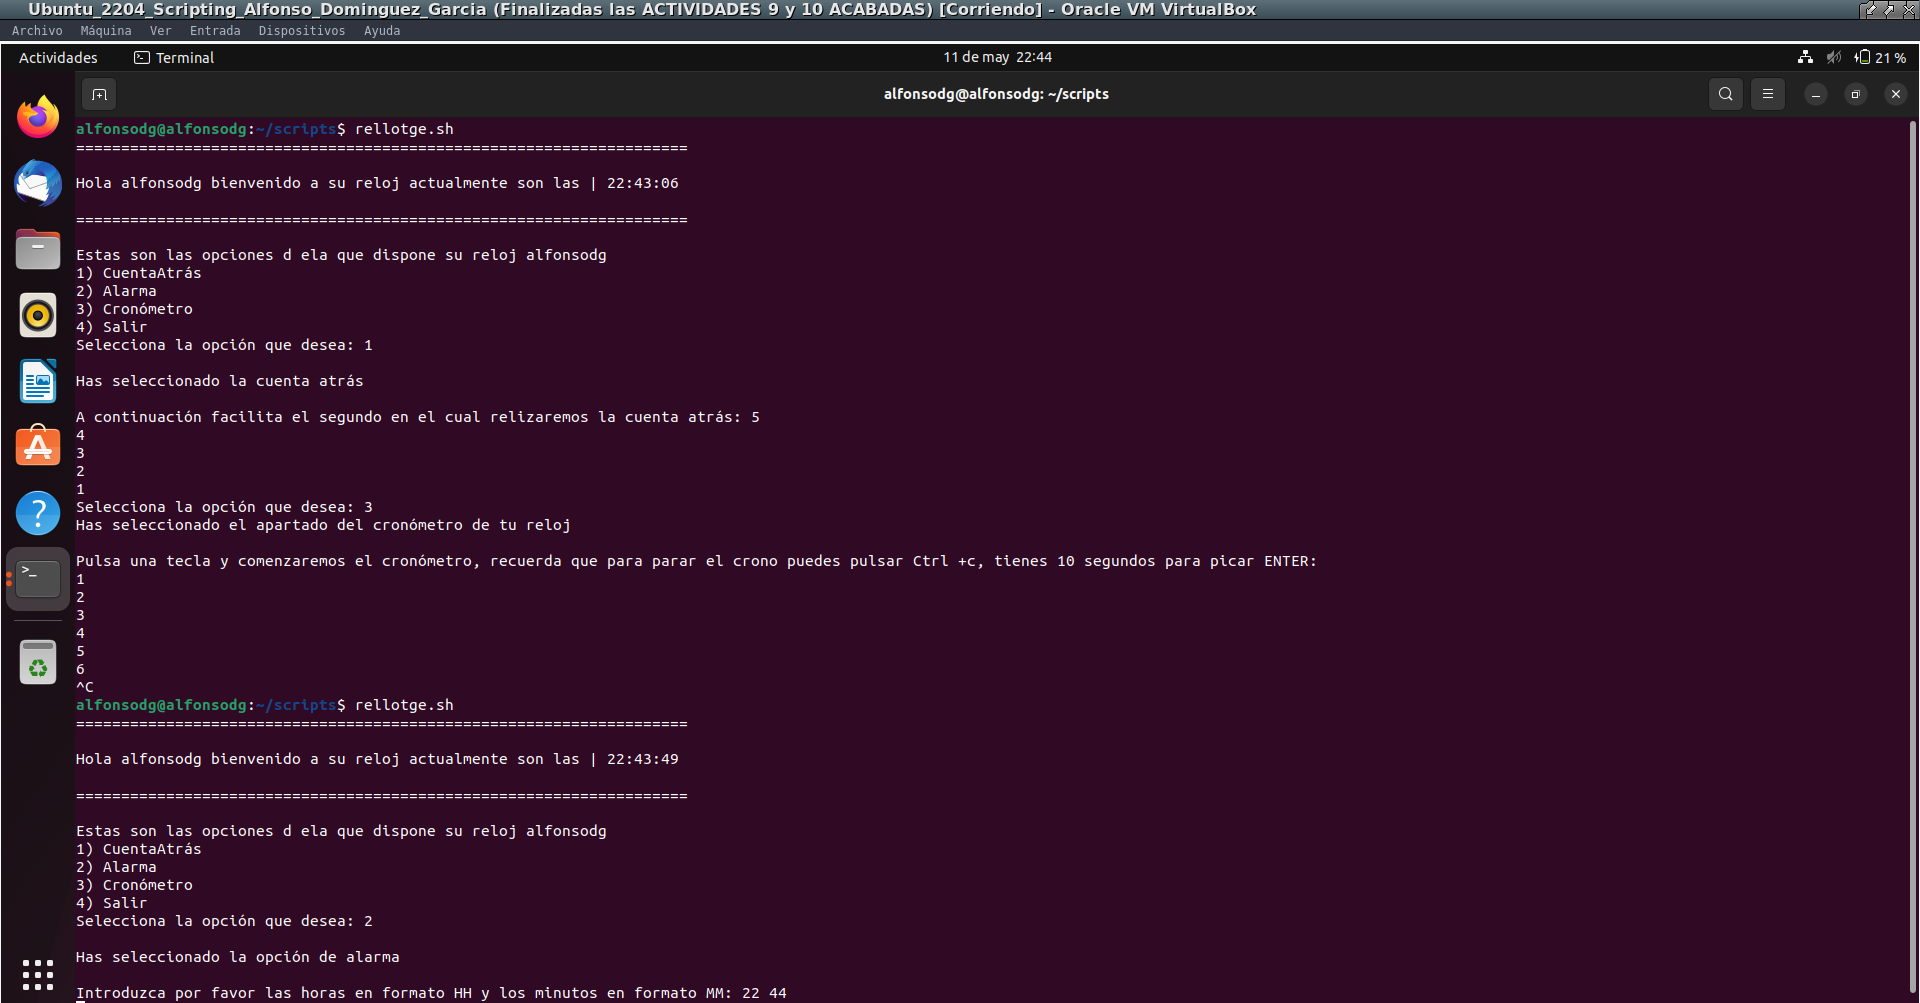 Ubuntu_2204_Scripting_Alfonso_Dominguez_Garcia (Finalizadas las ACTIVIDADES 9 y 10 ACABADAS) [Corriendo] - Oracle VM VirtualBox
Archivo Máquina Ver Entrada Dispositivos Ayuda
Actividades Terminal 11 de may 22:44 21 %
alfonsodg@alfonsodg: ~/scripts
alfonsodg@alfonsodg:~/scripts$ rellotge.sh
====================================================================
Hola alfonsodg bienvenido a su reloj actualmente son las | 22:43:06
====================================================================
Estas son las opciones d ela que dispone su reloj alfonsodg
1) CuentaAtrás
2) Alarma
3) Cronómetro
4) Salir
Selecciona la opción que desea: 1
Has seleccionado la cuenta atrás
A continuación facilita el segundo en el cual relizaremos la cuenta atrás: 5
4
3
2
1
Selecciona la opción que desea: 3
Has seleccionado el apartado del cronómetro de tu reloj
Pulsa una tecla y comenzaremos el cronómetro, recuerda que para parar el crono puedes pulsar Ctrl +c, tienes 10 segundos para picar ENTER:
1
2
3
4
5
6
^C
alfonsodg@alfonsodg:~/scripts$ rellotge.sh
====================================================================
Hola alfonsodg bienvenido a su reloj actualmente son las | 22:43:49
====================================================================
Estas son las opciones d ela que dispone su reloj alfonsodg
1) CuentaAtrás
2) Alarma
3) Cronómetro
4) Salir
Selecciona la opción que desea: 2
Has seleccionado la opción de alarma
Introduzca por favor las horas en formato HH y los minutos en formato MM: 22 44